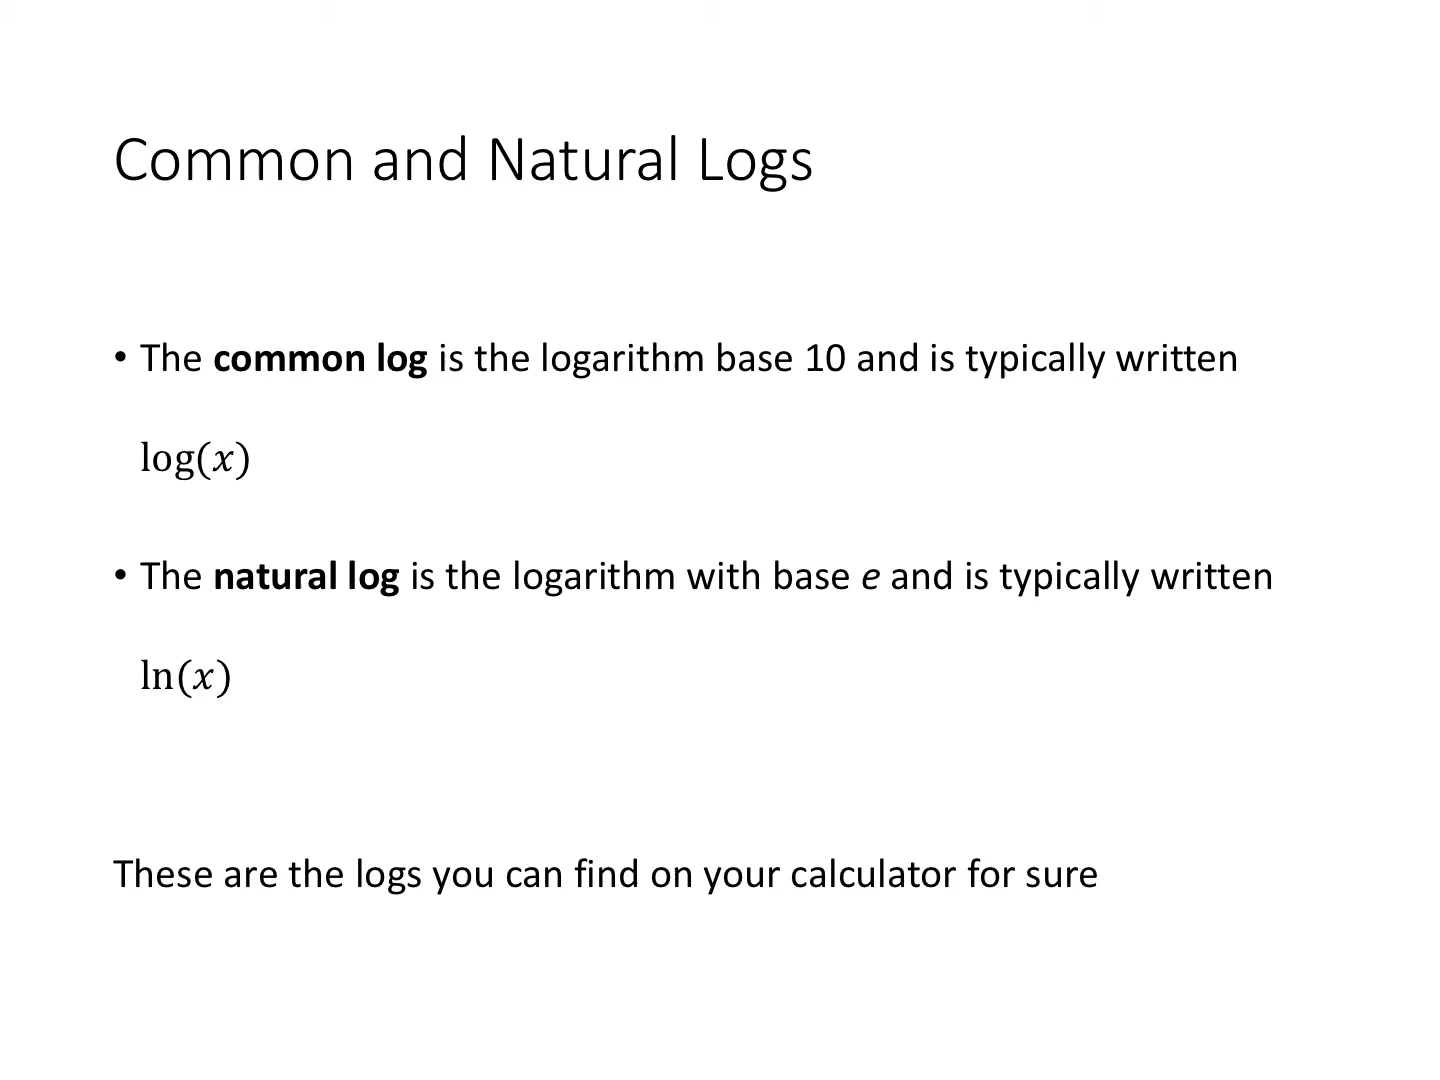 Common and Natural Logs
• The common log is the logarithm base 10 and is typically written
log(x)
• The natural log is the logarithm with base e and is typically written
ln(x)
These are the logs you can find on your calculator for sure